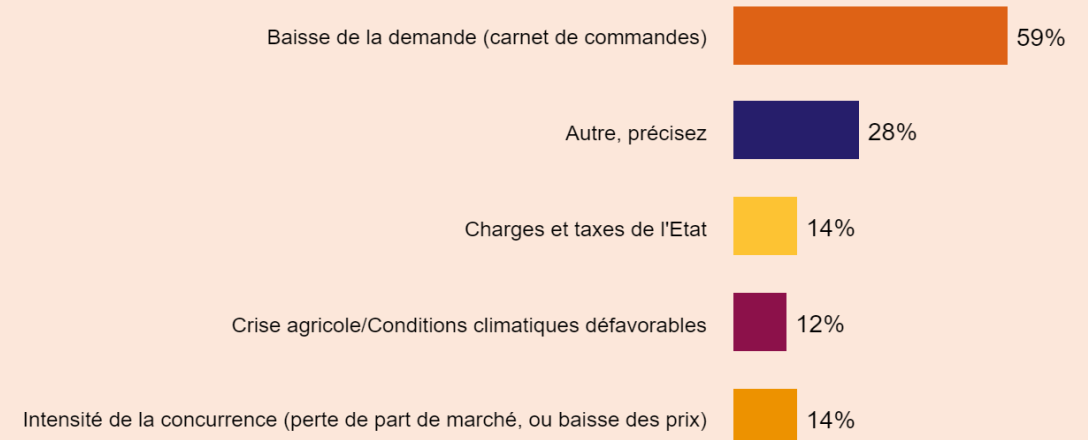 Baisse de la demande (carnet de commandes) 59%
Autre, précisez 28%
Charges et taxes de l'Etat 14%
Crise agricole/Conditions climatiques défavorables 12%
Intensité de la concurrence (perte de part de marché, ou baisse des prix) 14%